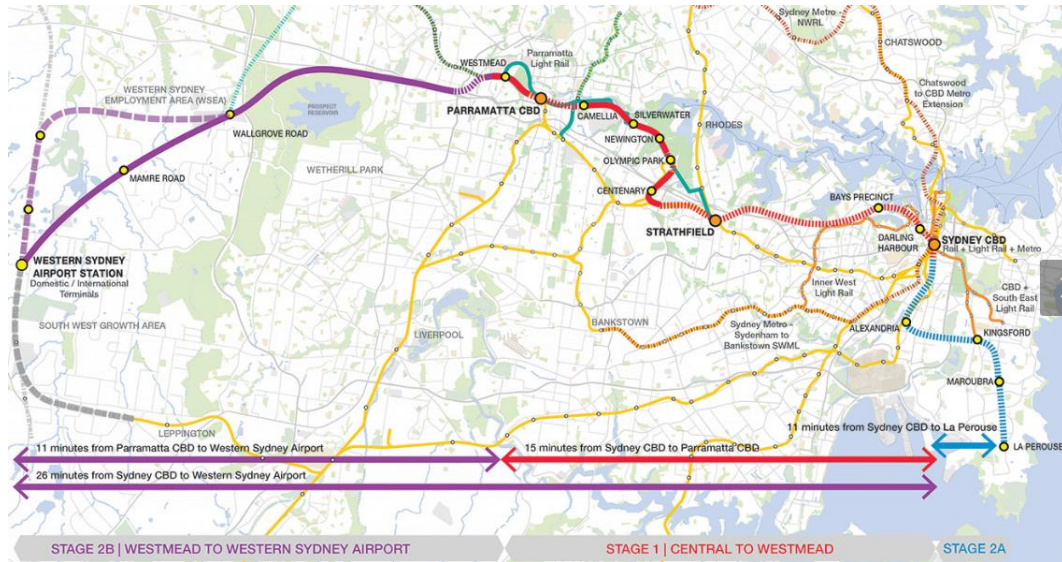 Sydney Metro -
NWRL
CHATSWOOD
Parramatta
Light Rail
WESTMEAD
Chatswood
to CBD Metro
Extension
WESTERN SYDNEY
EMPLOYMENT AREA (WSEA)
PROSPECT
RESERVOIR
PARRAMATTA CBD
CAMELLIA
SILVERWATER
RHODES
WALLGROVE ROAD
NEWINGTON
OLYMPIC PARK
WETHERILL PARK
MAMRE ROAD
CENTENARY
BAYS PRECINCT
STRATHFIELD
DARLING
HARBOUR
SYDNEY CBD
Rail + Light Rail + Metro
WESTERN SYDNEY
AIRPORT STATION
Domestic / International
Terminals
Inner West
Light Rail
CBD +
South East
Light Rail
SOUTH WEST GROWTH AREA
LIVERPOOL
BANKSTOWN
Sydney Metro -
Sydenham to
Bankstown SWML
ALEXANDRIA
KINGSFORD
MAROUBRA
LEPPINGTON
11 minutes from Sydney CBD to La Perouse
11 minutes from Parramatta CBD to Western Sydney Airport
15 minutes from Sydney CBD to Parramatta CBD
LA PEROUSE
26 minutes from Sydney CBD to Western Sydney Airport
STAGE 2B | WESTMEAD TO WESTERN SYDNEY AIRPORT
STAGE 1 | CENTRAL TO WESTMEAD
STAGE 2A